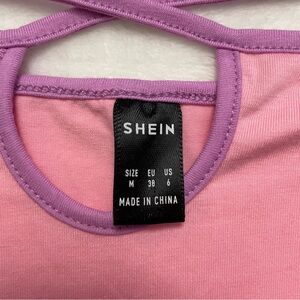 SHEIN
SIZE EU US
M 38 6
MADE IN CHINA